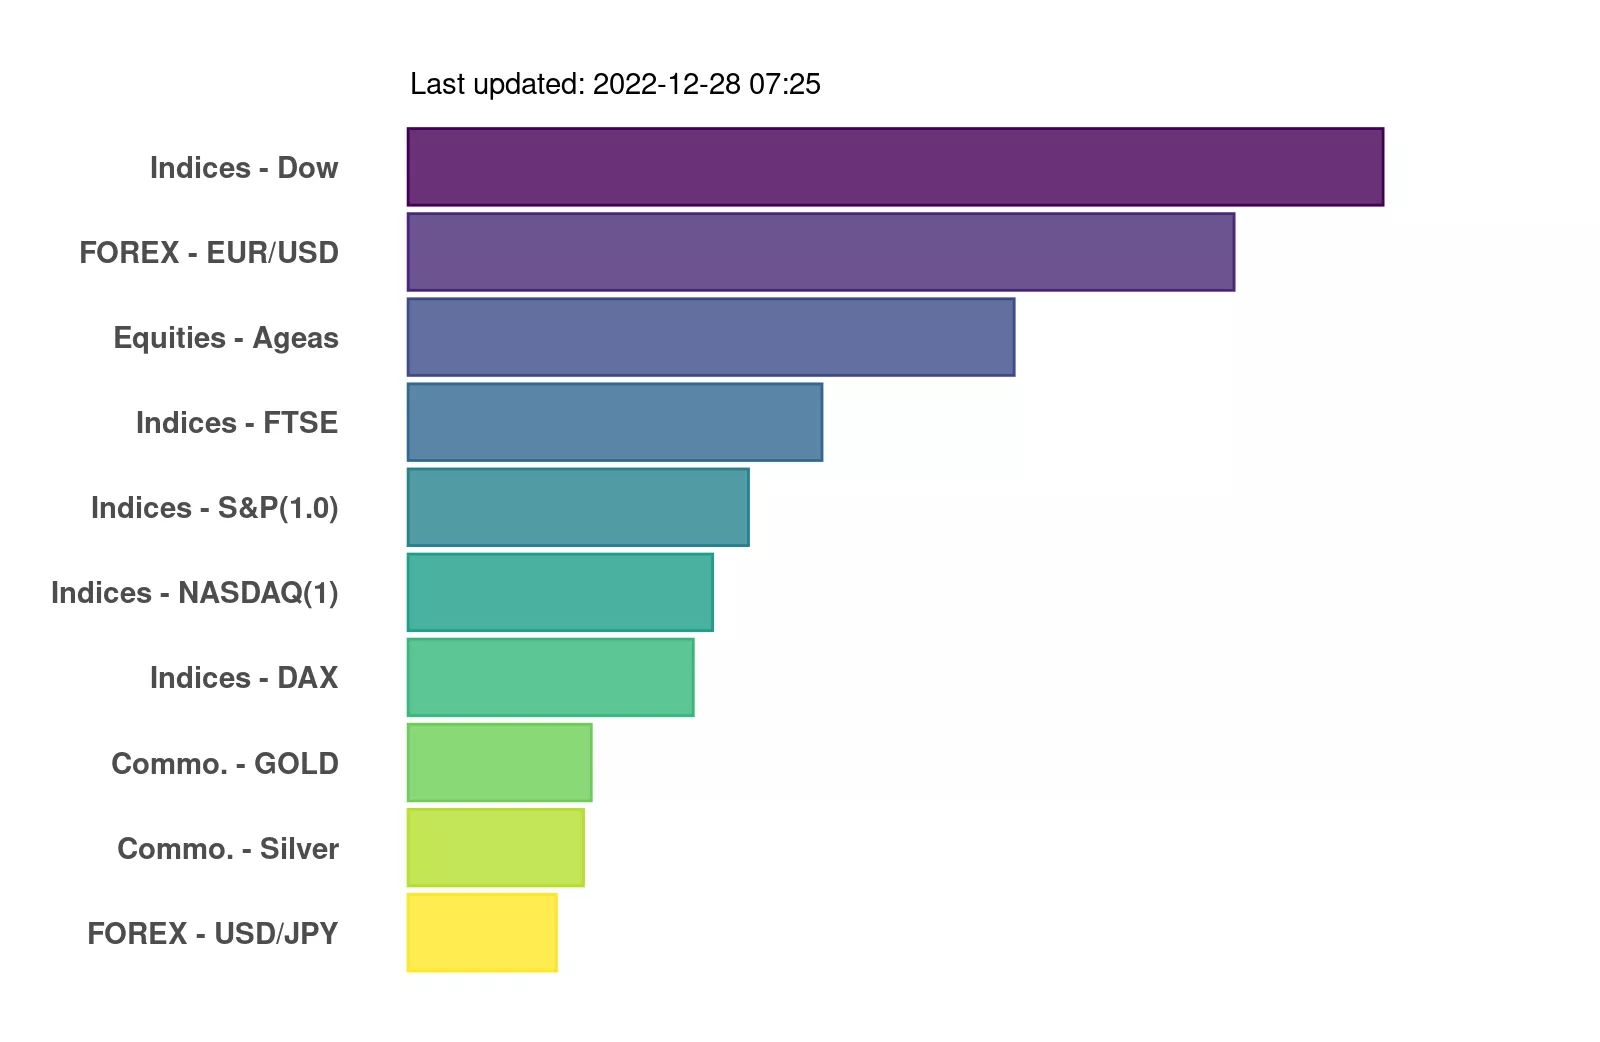 Last updated: 2022-12-28 07:25
Indices - Dow
FOREX - EUR/USD
Equities - Ageas
Indices - FTSE
Indices - S&P(1.0)
Indices - NASDAQ(1)
Indices - DAX
Commo. - GOLD
Commo. - Silver
FOREX - USD/JPY